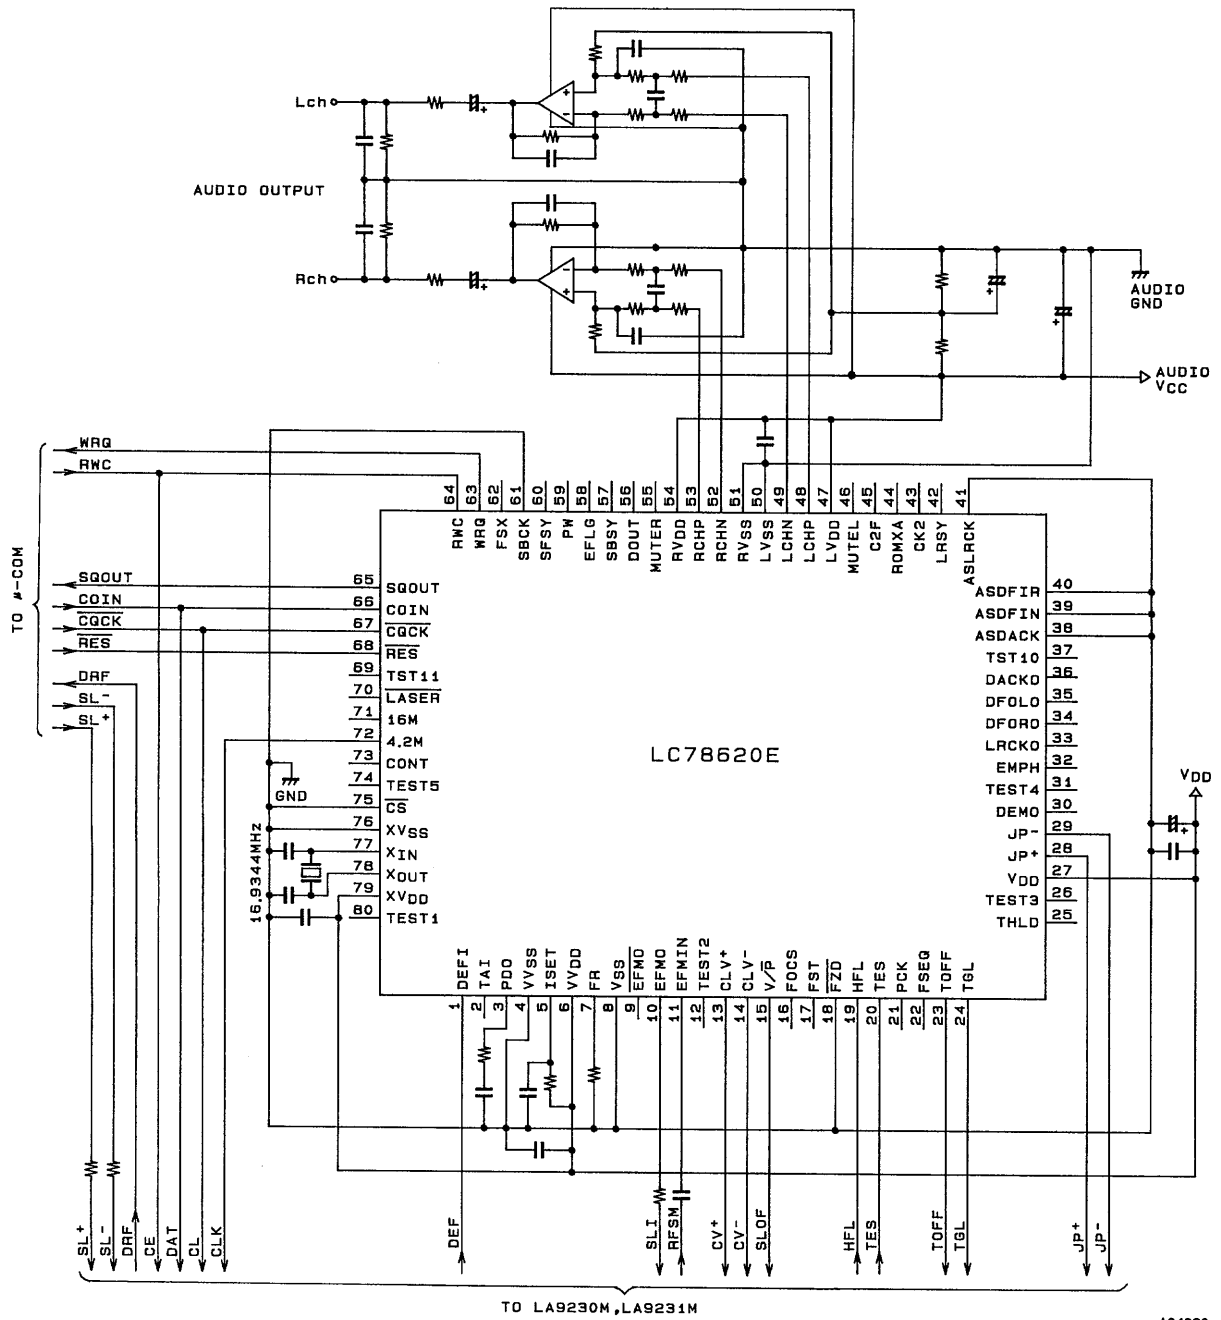 Lch
AUDIO OUTPUT
Rch
+
-
-
+
+
+
+
+
AUDIO
GND
AUDIO
VCC
WRQ
RWC
64 63 62 61 60 59 58 57 56 55 54 53 52 51 50 49 48 47 46 45 44 43 42 41
RWC WRQ FSX SBCK SFSY PW EFLG SBSY DOUT MUTER RVDD RCHP RCHN RVSS LVSS LCHN LCHP LVDD MUTEL C2F ROMXA CK2 LRSY ASLRCK
TO μ-COM
SQOUT
COIN
CQCK
RES
DRF
SL-
SL+
65 SQOUT
66 COIN
67 CQCK
68 RES
69 TST11
70 LASER
71 16M
72 4.2M
73 CONT
74 TEST5
75 CS
76 XVSS
77 XIN
78 XOUT
79 XVDD
80 TEST1
GND
16.9344MHz
LC78620E
ASDFIR 40
ASDFIN 39
ASDACK 38
TST10 37
DACKO 36
DFOLO 35
DFORO 34
LRCKO 33
EMPH 32
TEST4 31
DEMO 30
JP- 29
JP+ 28
VDD 27
TEST3 26
THLD 25
VDD
+
DEFI TAI PDO VVSS ISET VVDD FR VSS EFMO EFMO EFMIN TEST2 CLV+ CLV- V/P FOCS FST FZD HFL TES PCK FSEQ TOFF TGL
1 2 3 4 5 6 7 8 9 10 11 12 13 14 15 16 17 18 19 20 21 22 23 24
SL+ SL- DRF CE DAT CL CLK DEF SLI RFSM CV+ CV- SLOF HFL TES TOFF TGL JP+ JP-
TO LA9230M,LA9231M